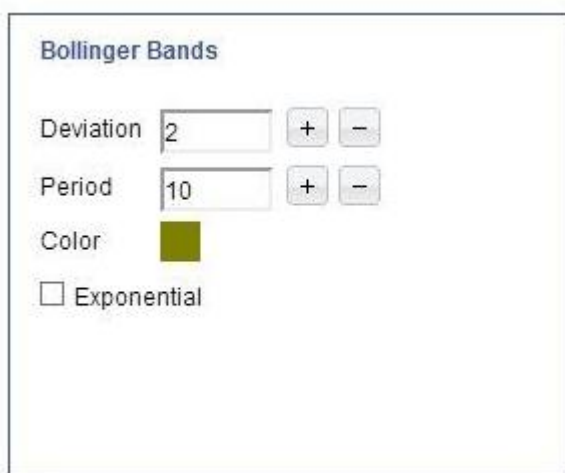 Bollinger Bands
Deviation 2 + −
Period 10 + −
Color
Exponential